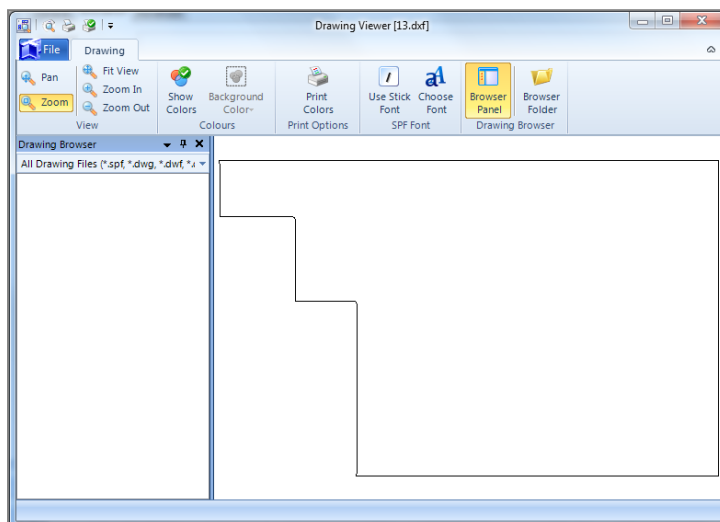 Drawing Viewer [13.dxf]
File Drawing
Pan
Zoom
Fit View
Zoom In
Zoom Out
View
Show Colors
Background Color
Colours
Print Colors
Print Options
Use Stick Font
Choose Font
SPF Font
Browser Panel
Browser Folder
Drawing Browser
Drawing Browser
All Drawing Files (*.spf, *.dwg, *.dwf, *.